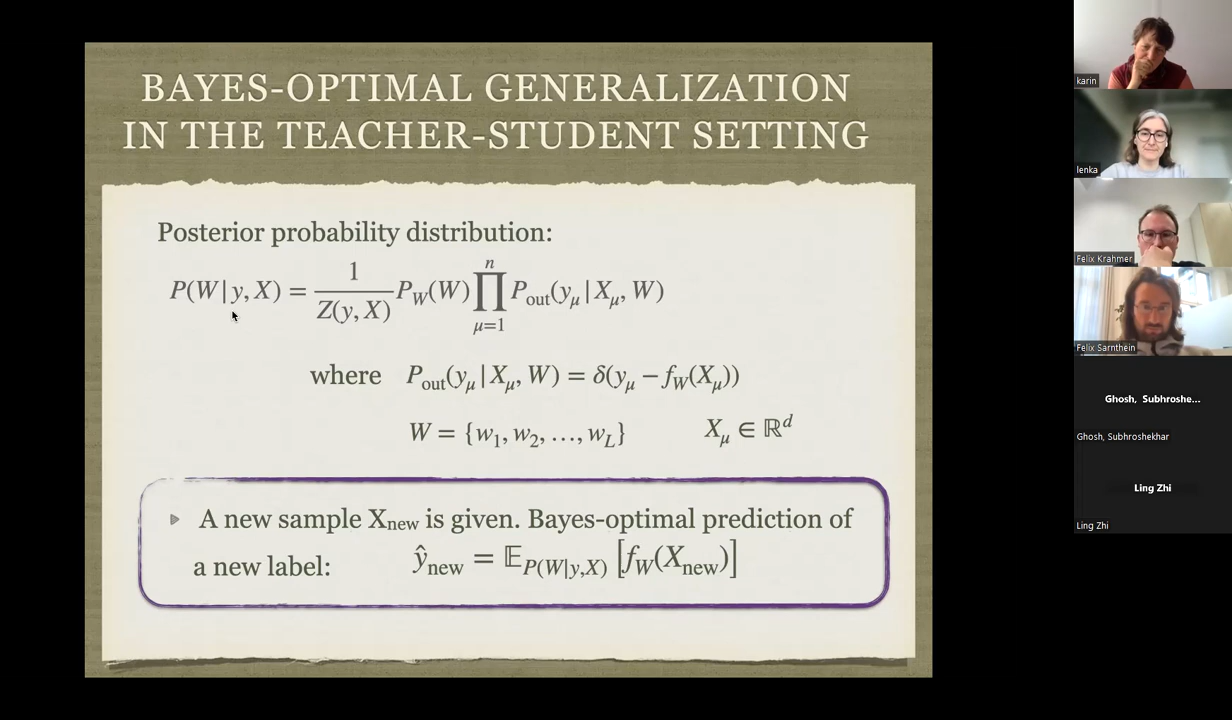 BAYES-OPTIMAL GENERALIZATION
IN THE TEACHER-STUDENT SETTING
Posterior probability distribution:
P(W|y, X) = 1/Z(y, X) P_W(W) ∏_{μ=1}^{n} P_out(y_μ | X_μ, W)
where P_out(y_μ | X_μ, W) = δ(y_μ − f_W(X_μ))
W = {w_1, w_2, …, w_L} X_μ ∈ ℝ^d
A new sample X_new is given. Bayes-optimal prediction of
a new label: ŷ_new = 𝔼_{P(W|y,X)} [f_W(X_new)]
karin
lenka
Felix Krahmer
Felix Sarnthein
Ghosh, Subhroshe...
Ghosh, Subhroshekhar
Ling Zhi
Ling Zhi